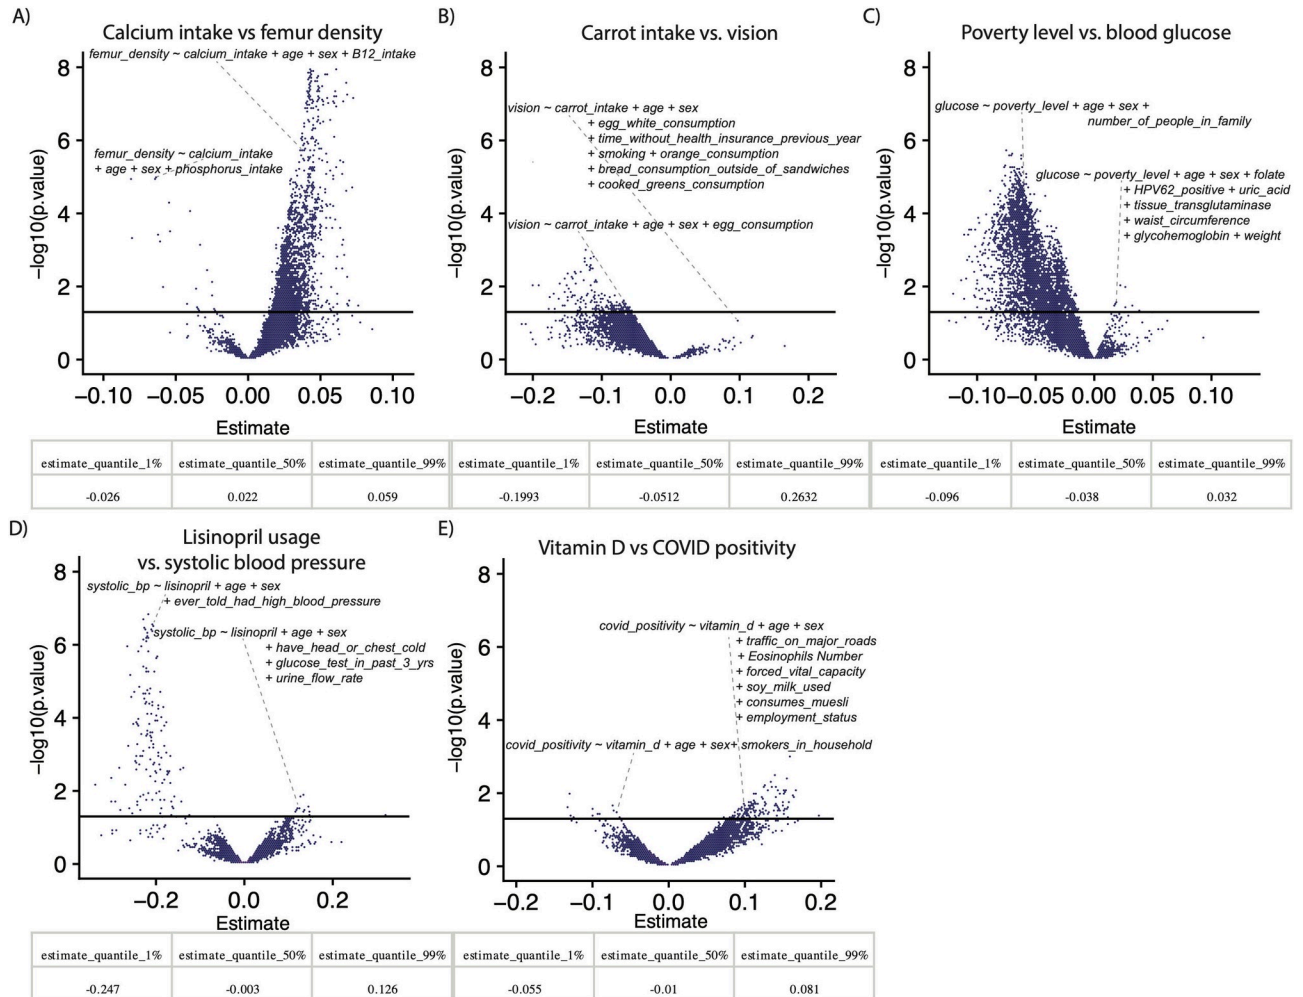 A)
Calcium intake vs femur density
femur_density ~ calcium_intake + age + sex + B12_intake
femur_density ~ calcium_intake
+ age + sex + phosphorus_intake
−log10(p.value)
8
6
4
2
0
−0.10 −0.05 0.00 0.05 0.10
Estimate
estimate_quantile_1% estimate_quantile_50% estimate_quantile_99%
-0.026 0.022 0.059
B)
Carrot intake vs. vision
vision ~ carrot_intake + age + sex
+ egg_white_consumption
+ time_without_health_insurance_previous_year
+ smoking + orange_consumption
+ bread_consumption_outside_of_sandwiches
+ cooked_greens_consumption
vision ~ carrot_intake + age + sex + egg_consumption
−log10(p.value)
8
6
4
2
0
−0.2 −0.1 0.0 0.1 0.2
Estimate
estimate_quantile_1% estimate_quantile_50% estimate_quantile_99%
-0.1993 -0.0512 0.2632
C)
Poverty level vs. blood glucose
glucose ~ poverty_level + age + sex +
number_of_people_in_family
glucose ~ poverty_level + age + sex + folate
+ HPV62_positive + uric_acid
+ tissue_transglutaminase
+ waist_circumference
+ glycohemoglobin + weight
−log10(p.value)
8
6
4
2
0
−0.10 −0.05 0.00 0.05 0.10
Estimate
estimate_quantile_1% estimate_quantile_50% estimate_quantile_99%
-0.096 -0.038 0.032
D)
Lisinopril usage
vs. systolic blood pressure
systolic_bp ~ lisinopril + age + sex
+ ever_told_had_high_blood_pressure
systolic_bp ~ lisinopril + age + sex
+ have_head_or_chest_cold
+ glucose_test_in_past_3_yrs
+ urine_flow_rate
−log10(p.value)
8
6
4
2
0
−0.2 0.0 0.2
Estimate
estimate_quantile_1% estimate_quantile_50% estimate_quantile_99%
-0.247 -0.003 0.126
E)
Vitamin D vs COVID positivity
covid_positivity ~ vitamin_d + age + sex
+ traffic_on_major_roads
+ Eosinophils Number
+ forced_vital_capacity
+ soy_milk_used
+ consumes_muesli
+ employment_status
covid_positivity ~ vitamin_d + age + sex+ smokers_in_household
−log10(p.value)
8
6
4
2
0
−0.2 −0.1 0.0 0.1 0.2
Estimate
estimate_quantile_1% estimate_quantile_50% estimate_quantile_99%
-0.055 -0.01 0.081